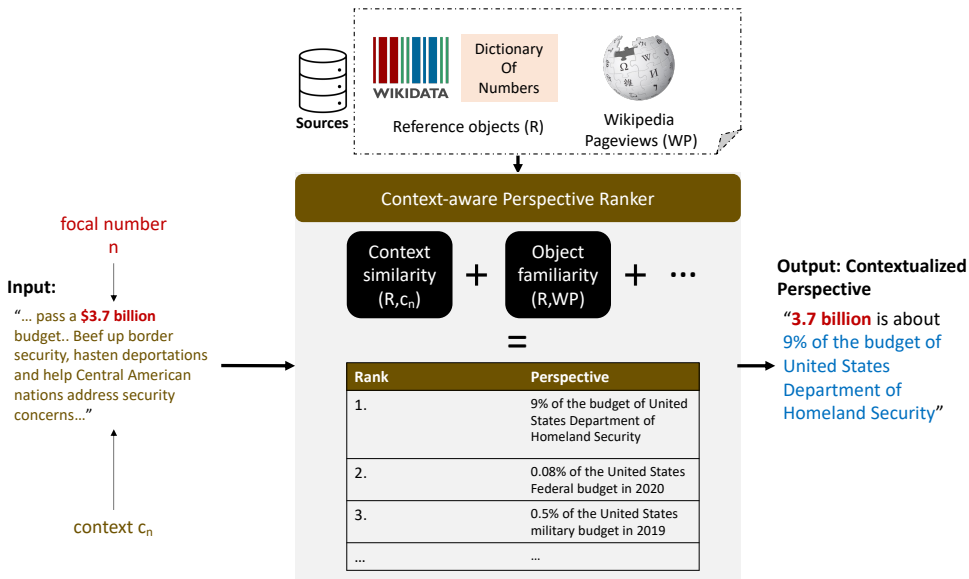 WIKIDATA
Dictionary
Of
Numbers
Sources
Reference objects (R)
Wikipedia
Pageviews (WP)
Context-aware Perspective Ranker
focal number
n
Input:
“... pass a $3.7 billion
budget.. Beef up border
security, hasten deportations
and help Central American
nations address security
concerns...”
context cₙ
Context
similarity
(R,cₙ)
+
Object
familiarity
(R,WP)
+
...
=
Rank Perspective
1. 9% of the budget of United
States Department of
Homeland Security
2. 0.08% of the United States
Federal budget in 2020
3. 0.5% of the United States
military budget in 2019
... ...
Output: Contextualized
Perspective
“3.7 billion is about
9% of the budget of
United States
Department of
Homeland Security”